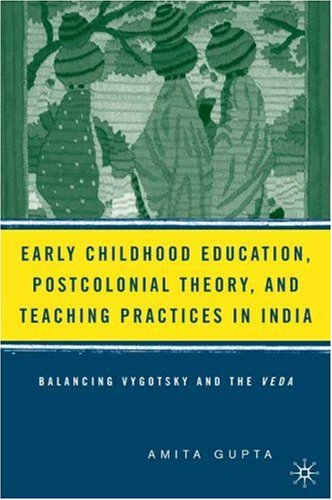 EARLY CHILDHOOD EDUCATION,
POSTCOLONIAL THEORY, AND
TEACHING PRACTICES IN INDIA
BALANCING VYGOTSKY AND THE VEDA
AMITA GUPTA